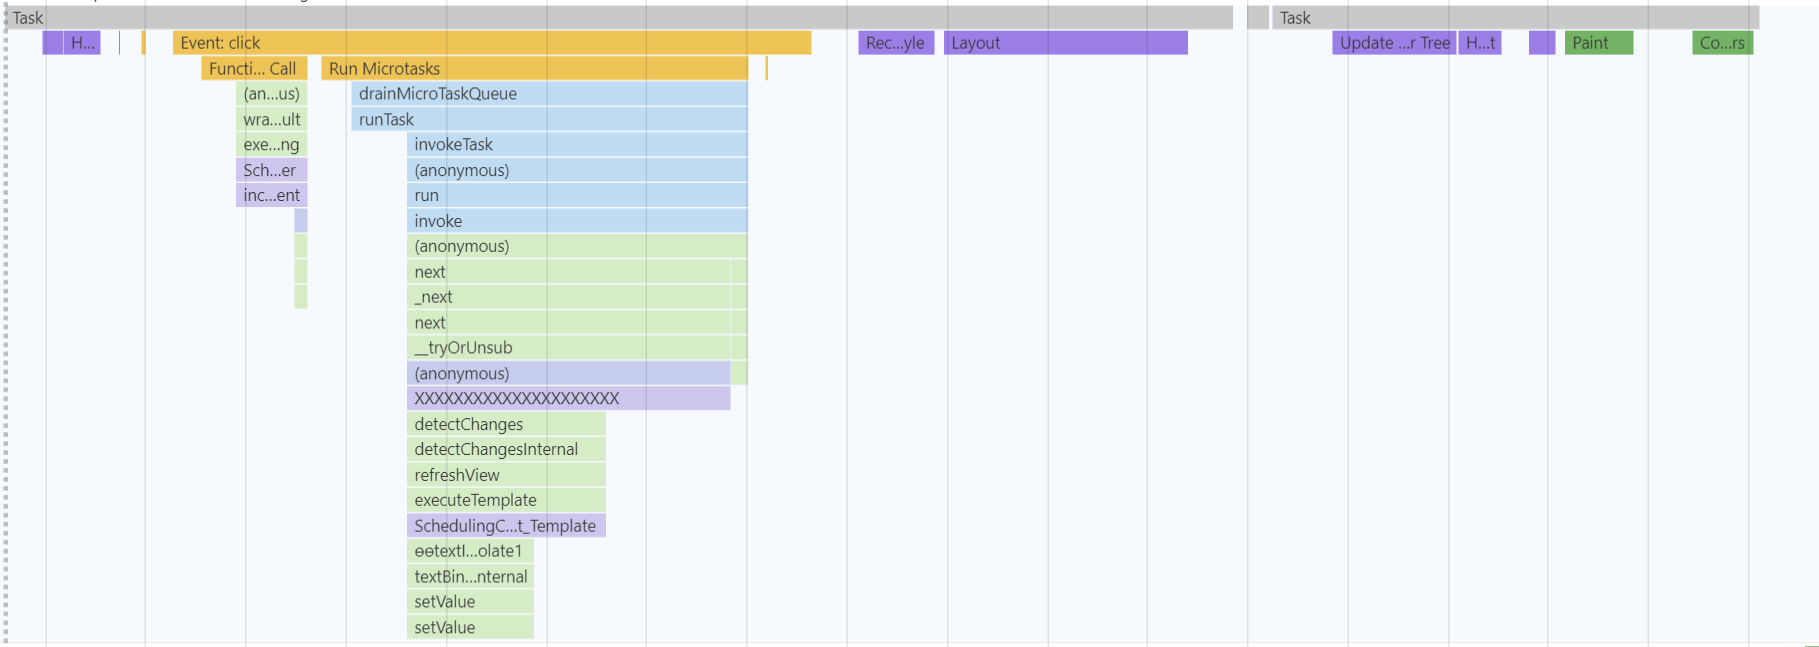 Task Task
H... Event: click Rec...yle Layout Update ...r Tree H...t Paint Co...rs
Functi... Call Run Microtasks
(an...us) drainMicroTaskQueue
wra...ult runTask
exe...ng invokeTask
Sch...er (anonymous)
inc...ent run
invoke
(anonymous)
next
_next
next
__tryOrUnsub
(anonymous)
XXXXXXXXXXXXXXXXXXXXX
detectChanges
detectChangesInternal
refreshView
executeTemplate
SchedulingC...t_Template
ɵɵtextI...olate1
textBin...nternal
setValue
setValue